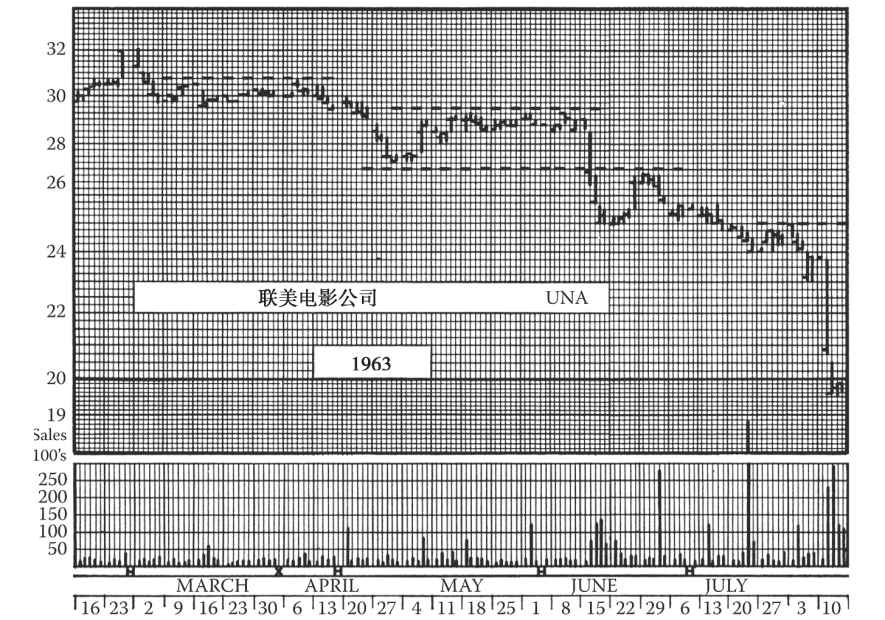 32
30
28
26
24
联美电影公司 UNA
22
1963
20
19
Sales
100's
250
200
150
100
50
H X H H H
MARCH APRIL MAY JUNE JULY
16 23 2 9 16 23 30 6 13 20 27 4 11 18 25 1 8 15 22 29 6 13 20 27 3 10